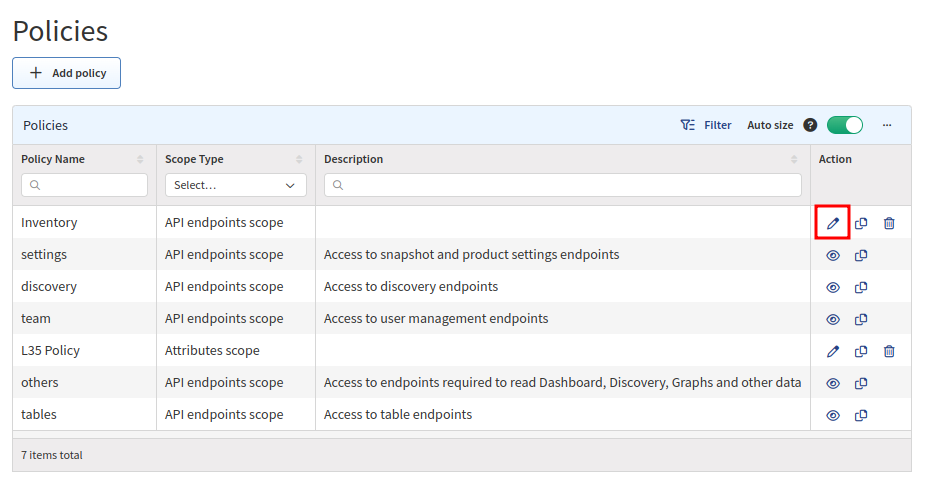 Policies
Add policy
Policies Filter Auto size ? ...
Policy Name Scope Type Description Action
Select...
Inventory API endpoints scope
settings API endpoints scope Access to snapshot and product settings endpoints
discovery API endpoints scope Access to discovery endpoints
team API endpoints scope Access to user management endpoints
L35 Policy Attributes scope
others API endpoints scope Access to endpoints required to read Dashboard, Discovery, Graphs and other data
tables API endpoints scope Access to table endpoints
7 items total